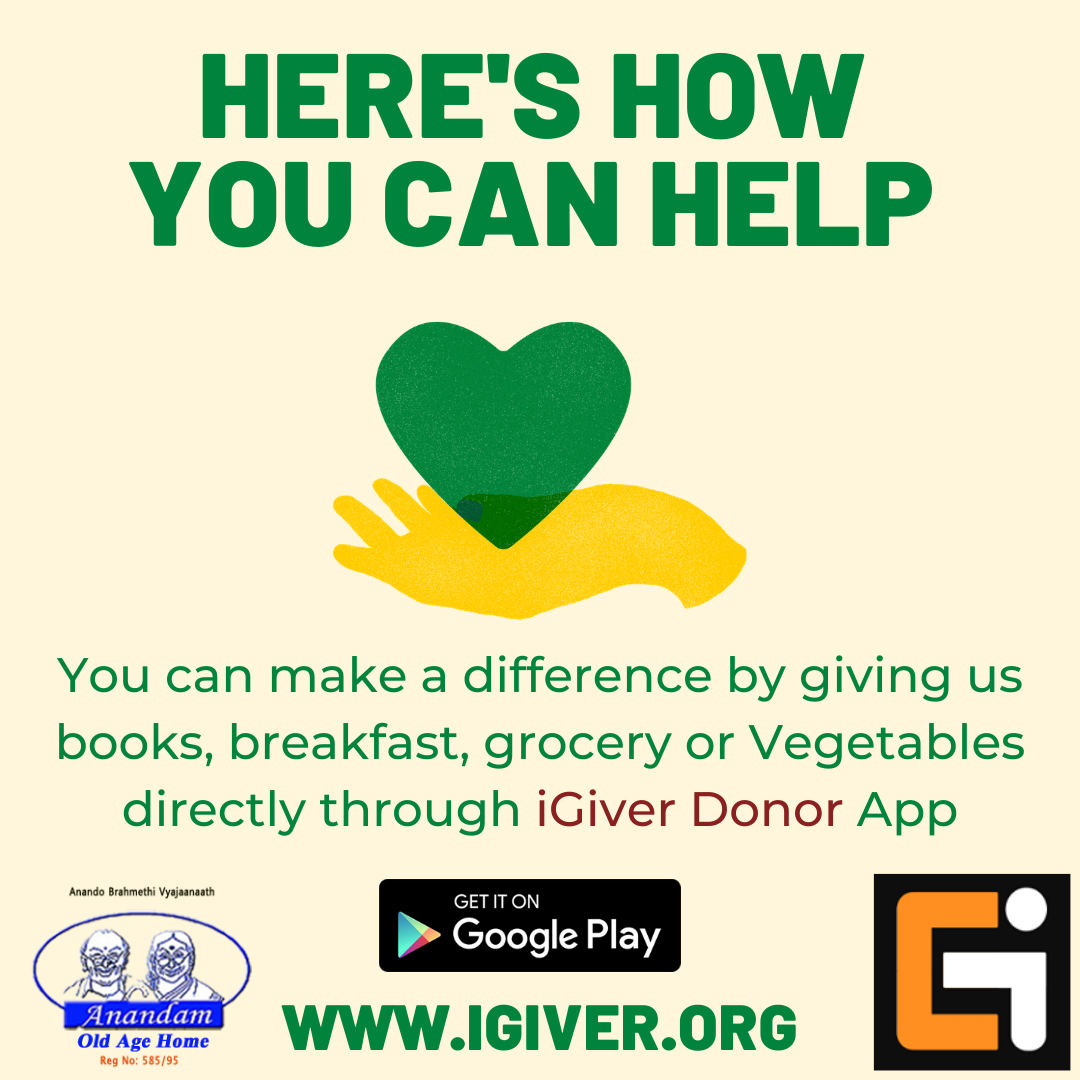 HERE'S HOW
YOU CAN HELP
You can make a difference by giving us
books, breakfast, grocery or Vegetables
directly through iGiver Donor App
Anando Brahmethi Vyajaanaath
Anandam
Old Age Home
Reg No: 585/95
GET IT ON
Google Play
WWW.IGIVER.ORG